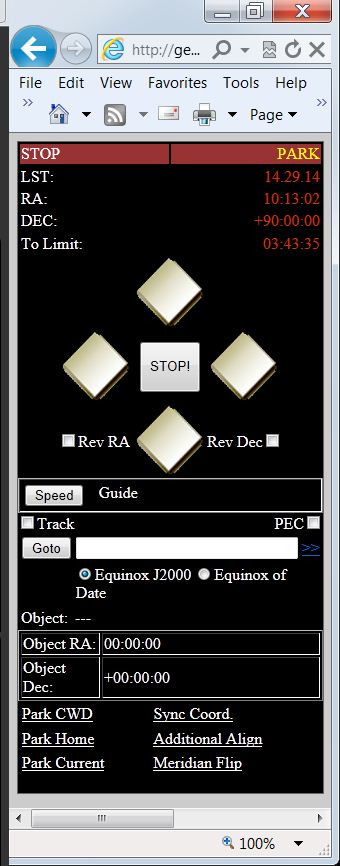 http://ge...
File Edit View Favorites Tools Help
» Page ▼ »
STOP PARK
LST: 14.29.14
RA: 10:13:02
DEC: +90:00:00
To Limit: 03:43:35
STOP!
Rev RA Rev Dec
Speed Guide
Track PEC
Goto >>
Equinox J2000 Equinox of
Date
Object: ---
Object RA: 00:00:00
Object
Dec: +00:00:00
Park CWD Sync Coord.
Park Home Additional Align
Park Current Meridian Flip
100%